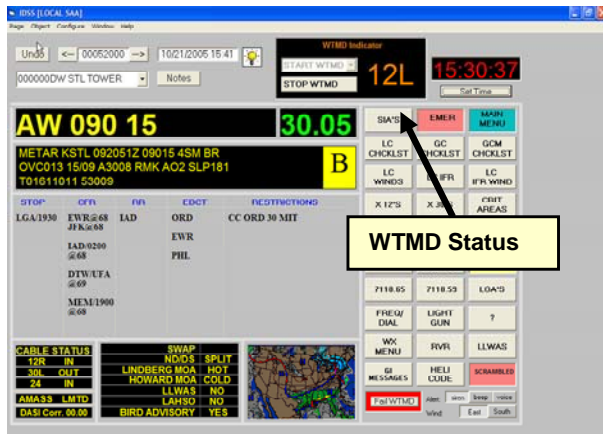 IDSS [LOCAL SAA]
Page Object Configure Window Help
Undo <-- 00052000 --> 10/21/2005 15:41
000000DW STL TOWER Notes
WTMD Indicator
START WTMD
STOP WTMD
12L
15:30:37
Set Time
AW 090 15 30.05
METAR KSTL 092051Z 09015 4SM BR
OVC013 15/09 A3008 RMK AO2 SLP181
T01611011 53009
B
STOP CFR EDCT RESTRICTIONS
LGA/1930 EWR@68 IAD ORD CC ORD 30 MIT
JFK@68
EWR
IAD/0200
@68 PHL
DTW/UFA
@69
MEM/1900
@68
SIA'S EMER MAIN MENU
LC CHCKLST GC CHCKLST GCM CHCKLST
LC WINDS IFR LC IFR WIND
X 12'S CRIT AREAS
WTMD Status
7110.65 7110.59 LOA'S
FREQ/ DIAL LIGHT GUN ?
WX MENU RVR LLWAS
GI MESSAGES HELI CODE SCRAMBLED
CABLE STATUS
12R IN
30L OUT
24 IN
AMASS LMTD
DASI Corr. 00.00
SWAP
ND/DS SPLIT
LINDBERG MOA HOT
HOWARD MOA COLD
LLWAS NO
LAHSO NO
BIRD ADVISORY YES
Fail WTMD Alert: siren beep voice
Wind: East South